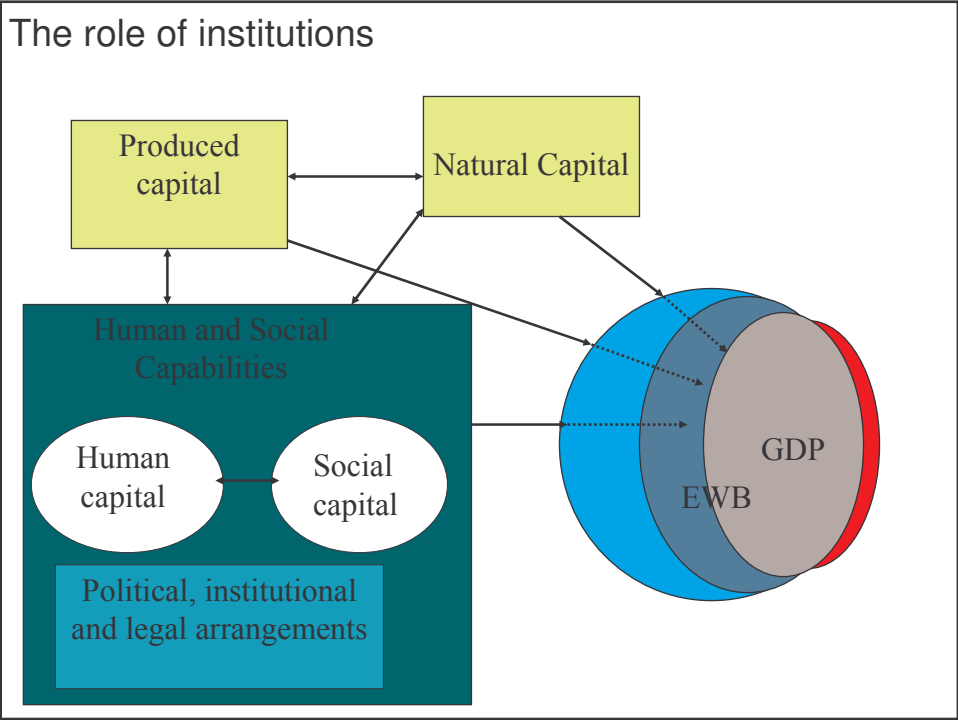 The role of institutions
Produced
capital
Natural Capital
Human and Social
Capabilities
Human
capital
Social
capital
Political, institutional
and legal arrangements
GDP
EWB